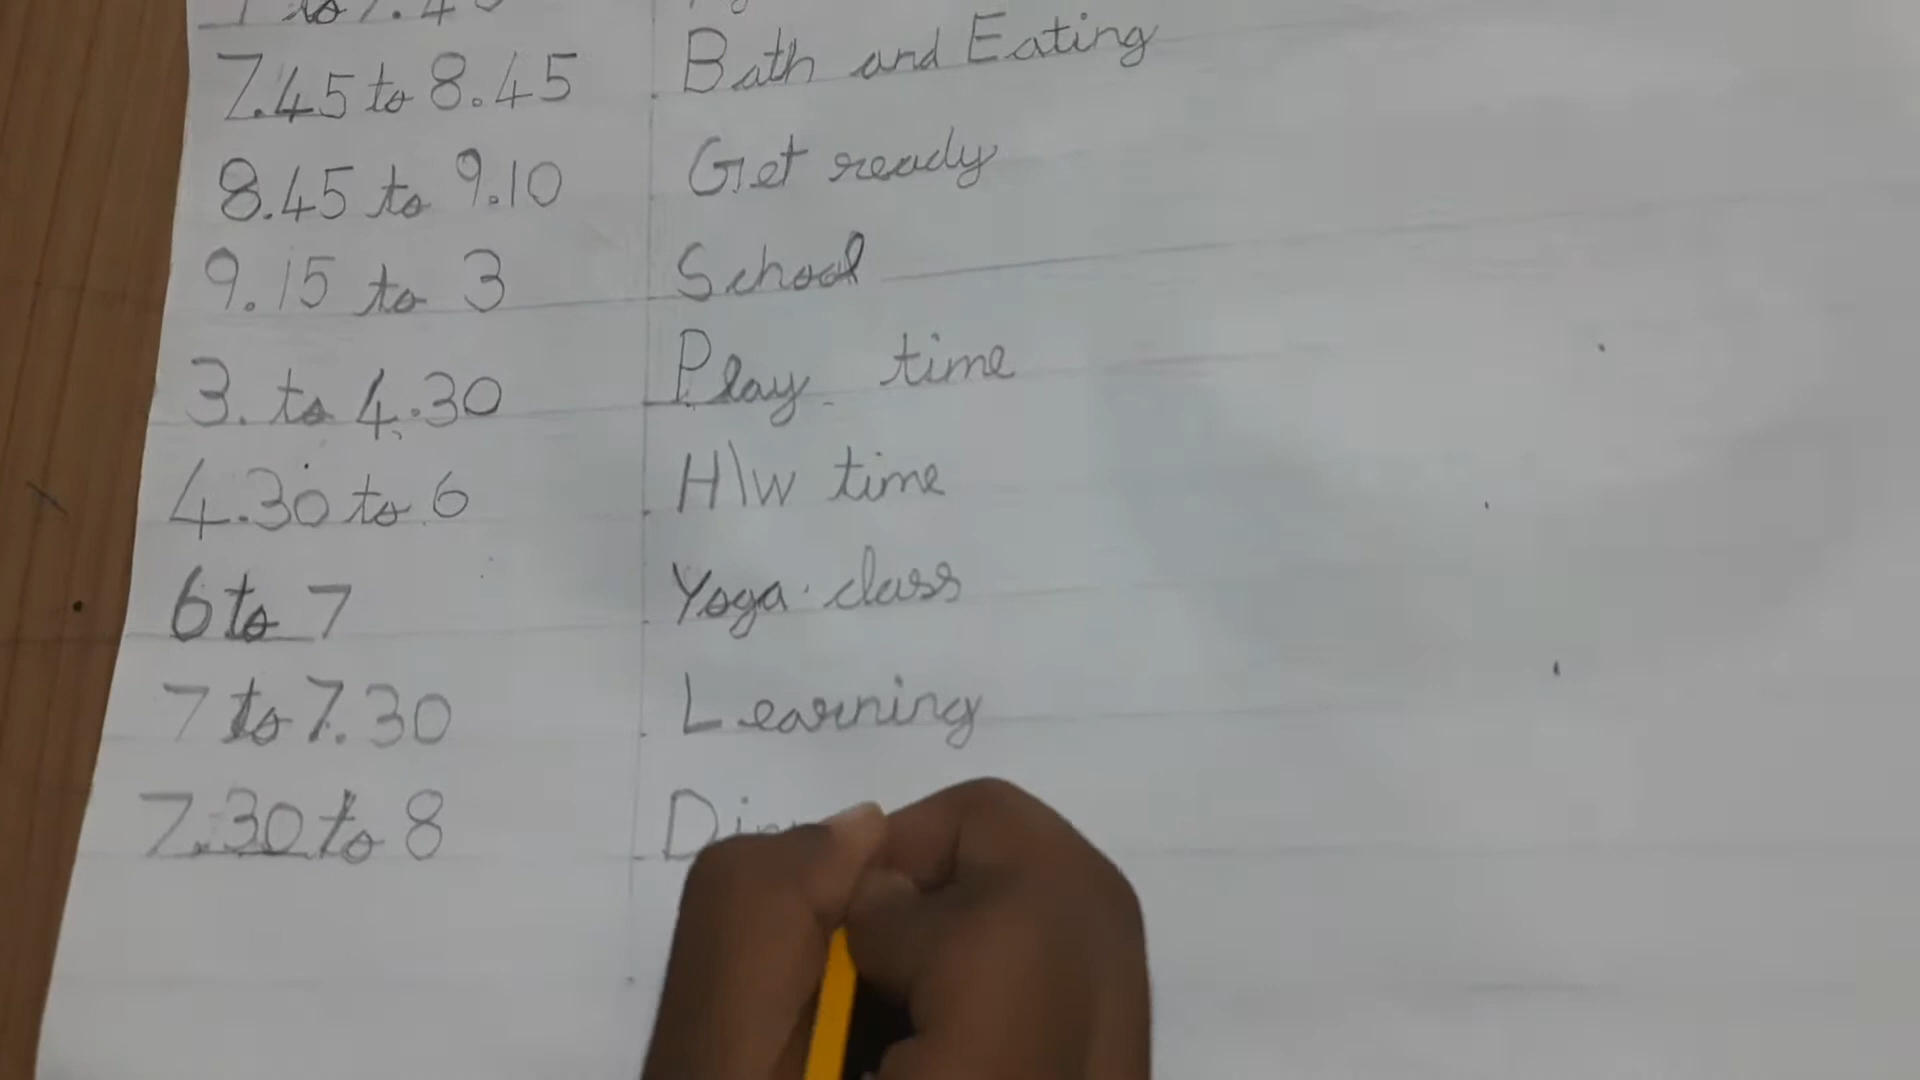 7.45 to 8.45 Bath and Eating
8.45 to 9.10 Get ready
9.15 to 3 School
3. to 4.30 Play time
4.30 to 6 H\W time
6 to 7 Yoga class
7 to 7.30 Learning
7.30 to 8